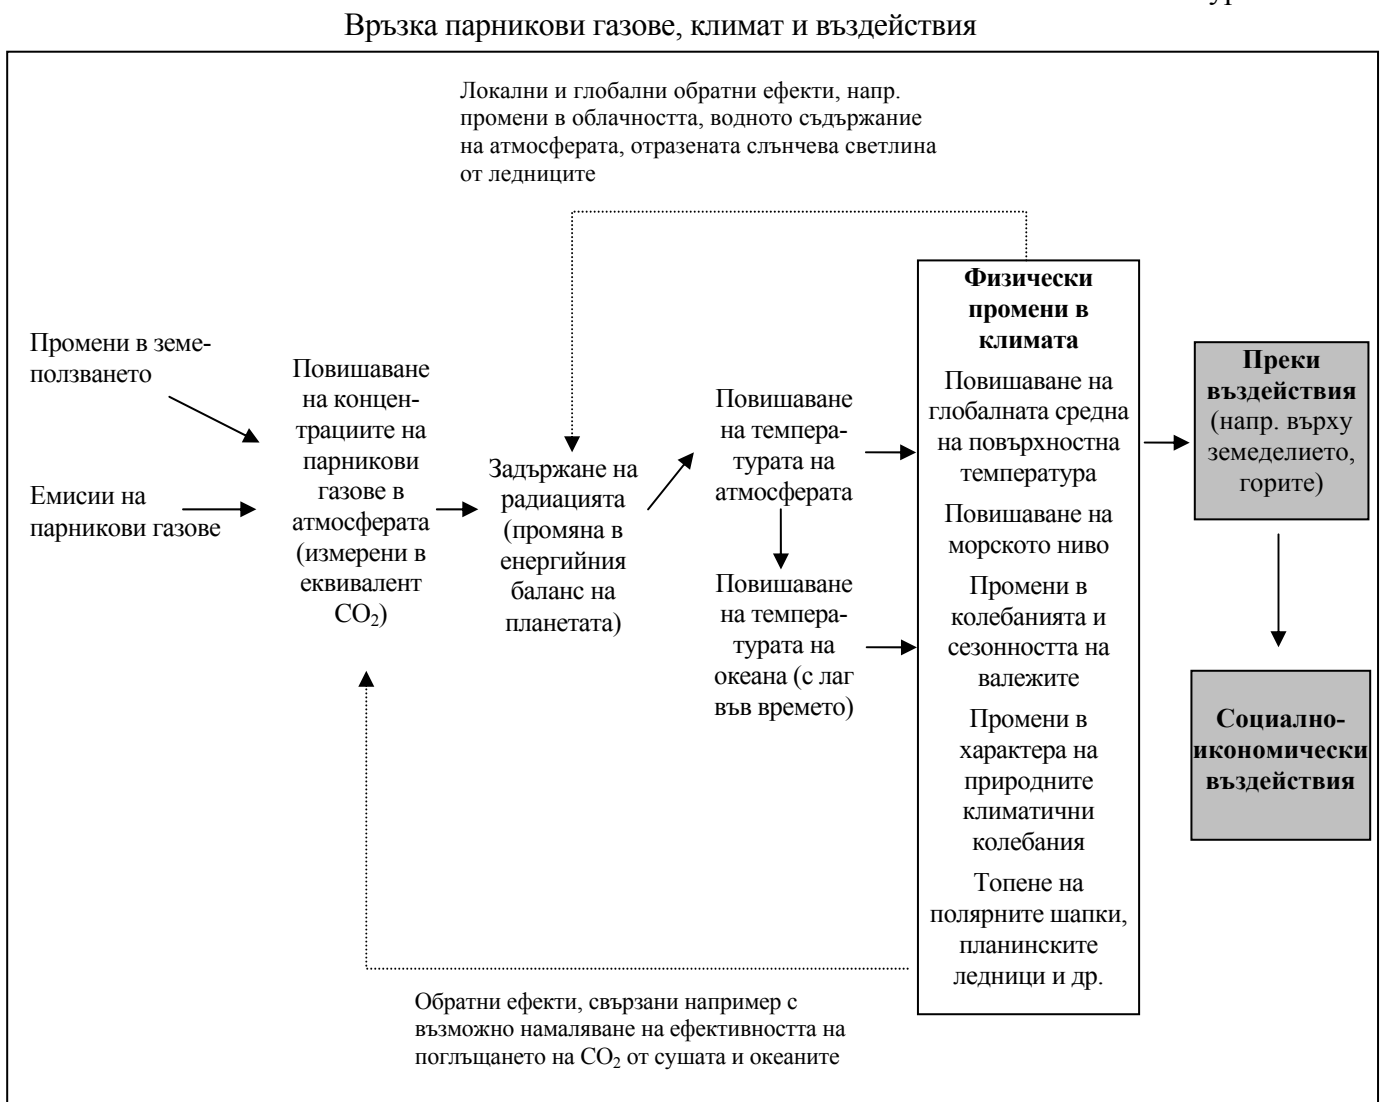 Връзка парникови газове, климат и въздействия
Локални и глобални обратни ефекти, напр.
промени в облачността, водното съдържание
на атмосферата, отразената слънчева светлина
от ледниците
Промени в земе-
ползването
Емисии на
парникови газове
Повишаване
на концен-
трациите на
парникови
газове в
атмосферата
(измерени в
еквивалент
CO₂)
Задържане на
радиацията
(промяна в
енергийния
баланс на
планетата)
Повишаване
на темпера-
турата на
атмосферата
Повишаване
на темпера-
турата на
океана (с лаг
във времето)
Физически
промени в
климата
Повишаване на
глобалната средна
на повърхностна
температура
Повишаване на
морското ниво
Промени в
колебанията и
сезонността на
валежите
Промени в
характера на
природните
климатични
колебания
Топене на
полярните шапки,
планинските
ледници и др.
Преки
въздействия
(напр. върху
земеделието,
горите)
Социално-
икономически
въздействия
Обратни ефекти, свързани например с
възможно намаляване на ефективността на
поглъщането на CO₂ от сушата и океаните